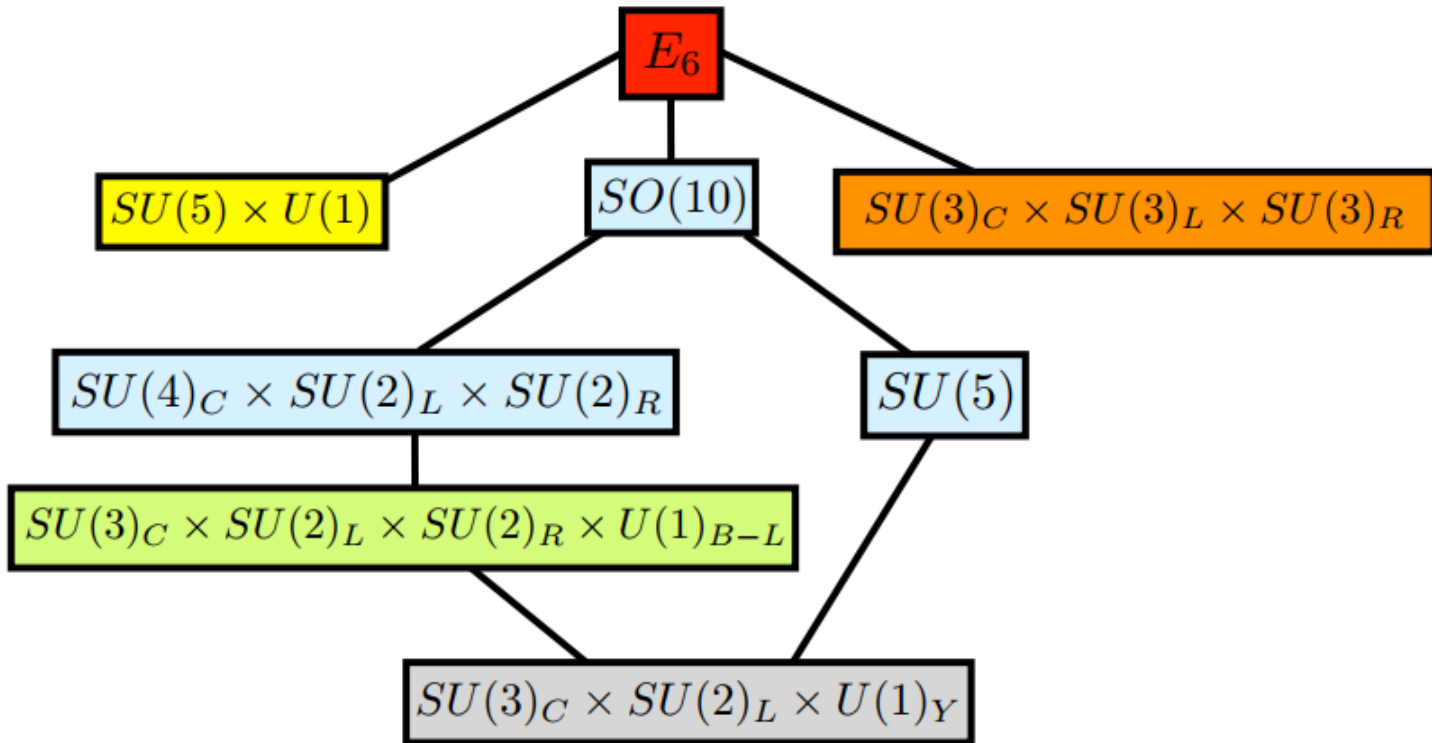 E₆
SU(5) × U(1)
SO(10)
SU(3)_C × SU(3)_L × SU(3)_R
SU(4)_C × SU(2)_L × SU(2)_R
SU(5)
SU(3)_C × SU(2)_L × SU(2)_R × U(1)_{B−L}
SU(3)_C × SU(2)_L × U(1)_Y